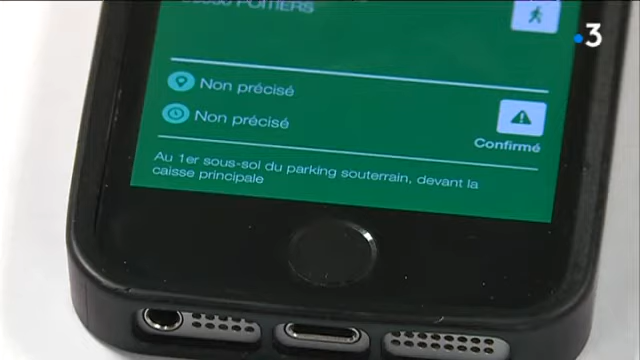 POITIERS
3
Non précisé
Non précisé
Confirmé
Au 1er sous-sol du parking souterrain, devant la
caisse principale